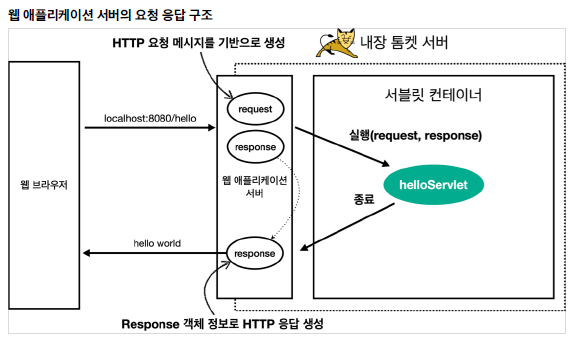 웹 애플리케이션 서버의 요청 응답 구조
HTTP 요청 메시지를 기반으로 생성
내장 톰켓 서버
서블릿 컨테이너
localhost:8080/hello
request
실행(request, response)
response
웹 브라우저
웹 애플리케이션
서버
helloServlet
종료
hello world
response
Response 객체 정보로 HTTP 응답 생성